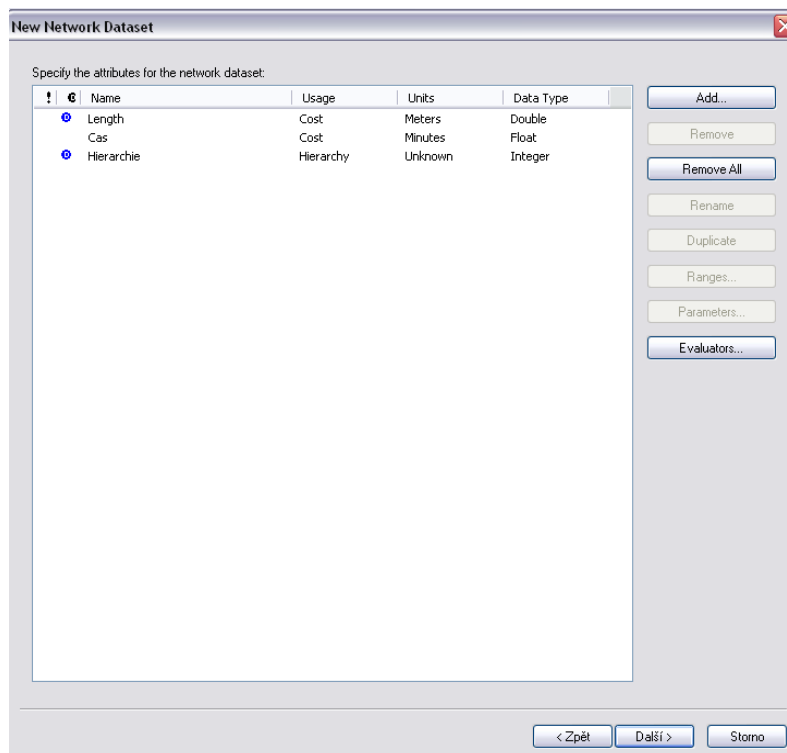 New Network Dataset
Specify the attributes for the network dataset:
! Name Usage Units Data Type
D Length Cost Meters Double
Cas Cost Minutes Float
D Hierarchie Hierarchy Unknown Integer
Add...
Remove
Remove All
Rename
Duplicate
Ranges...
Parameters...
Evaluators...
< Zpět Další > Storno